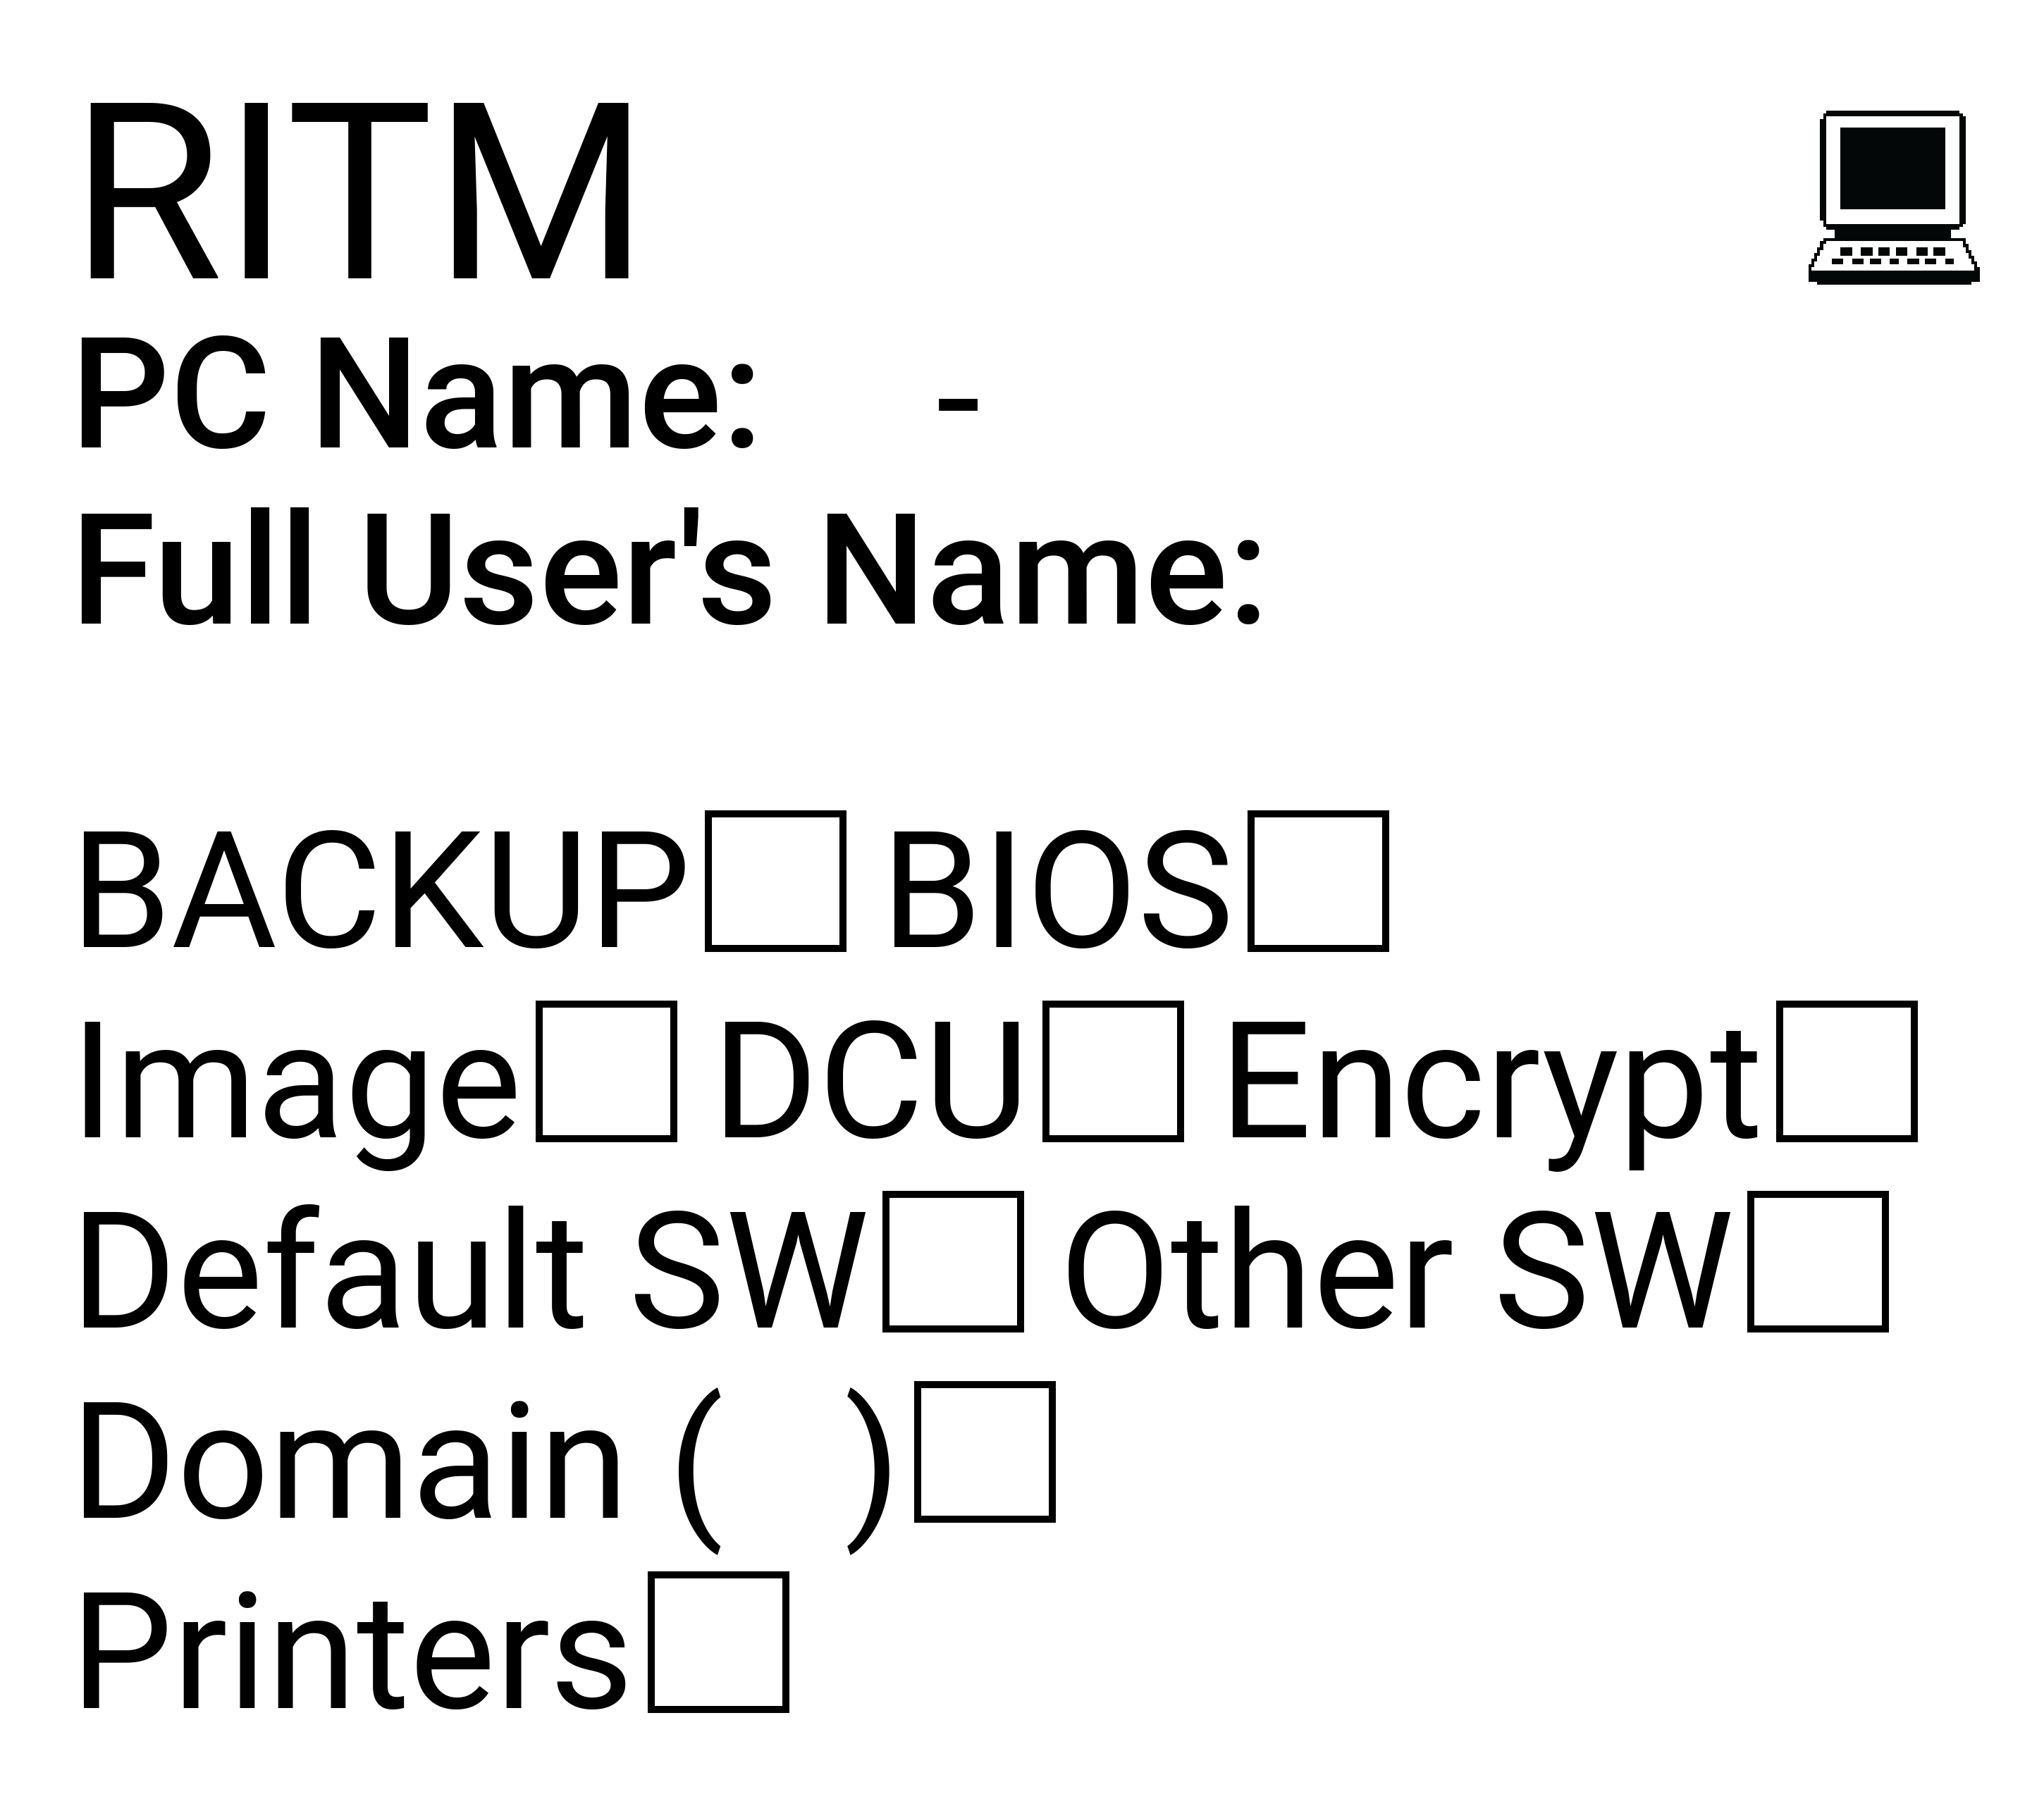 RITM
PC Name: -
Full User's Name:
BACKUP☐ BIOS☐
Image☐ DCU☐ Encrypt☐
Default SW☐ Other SW☐
Domain ( )☐
Printers☐